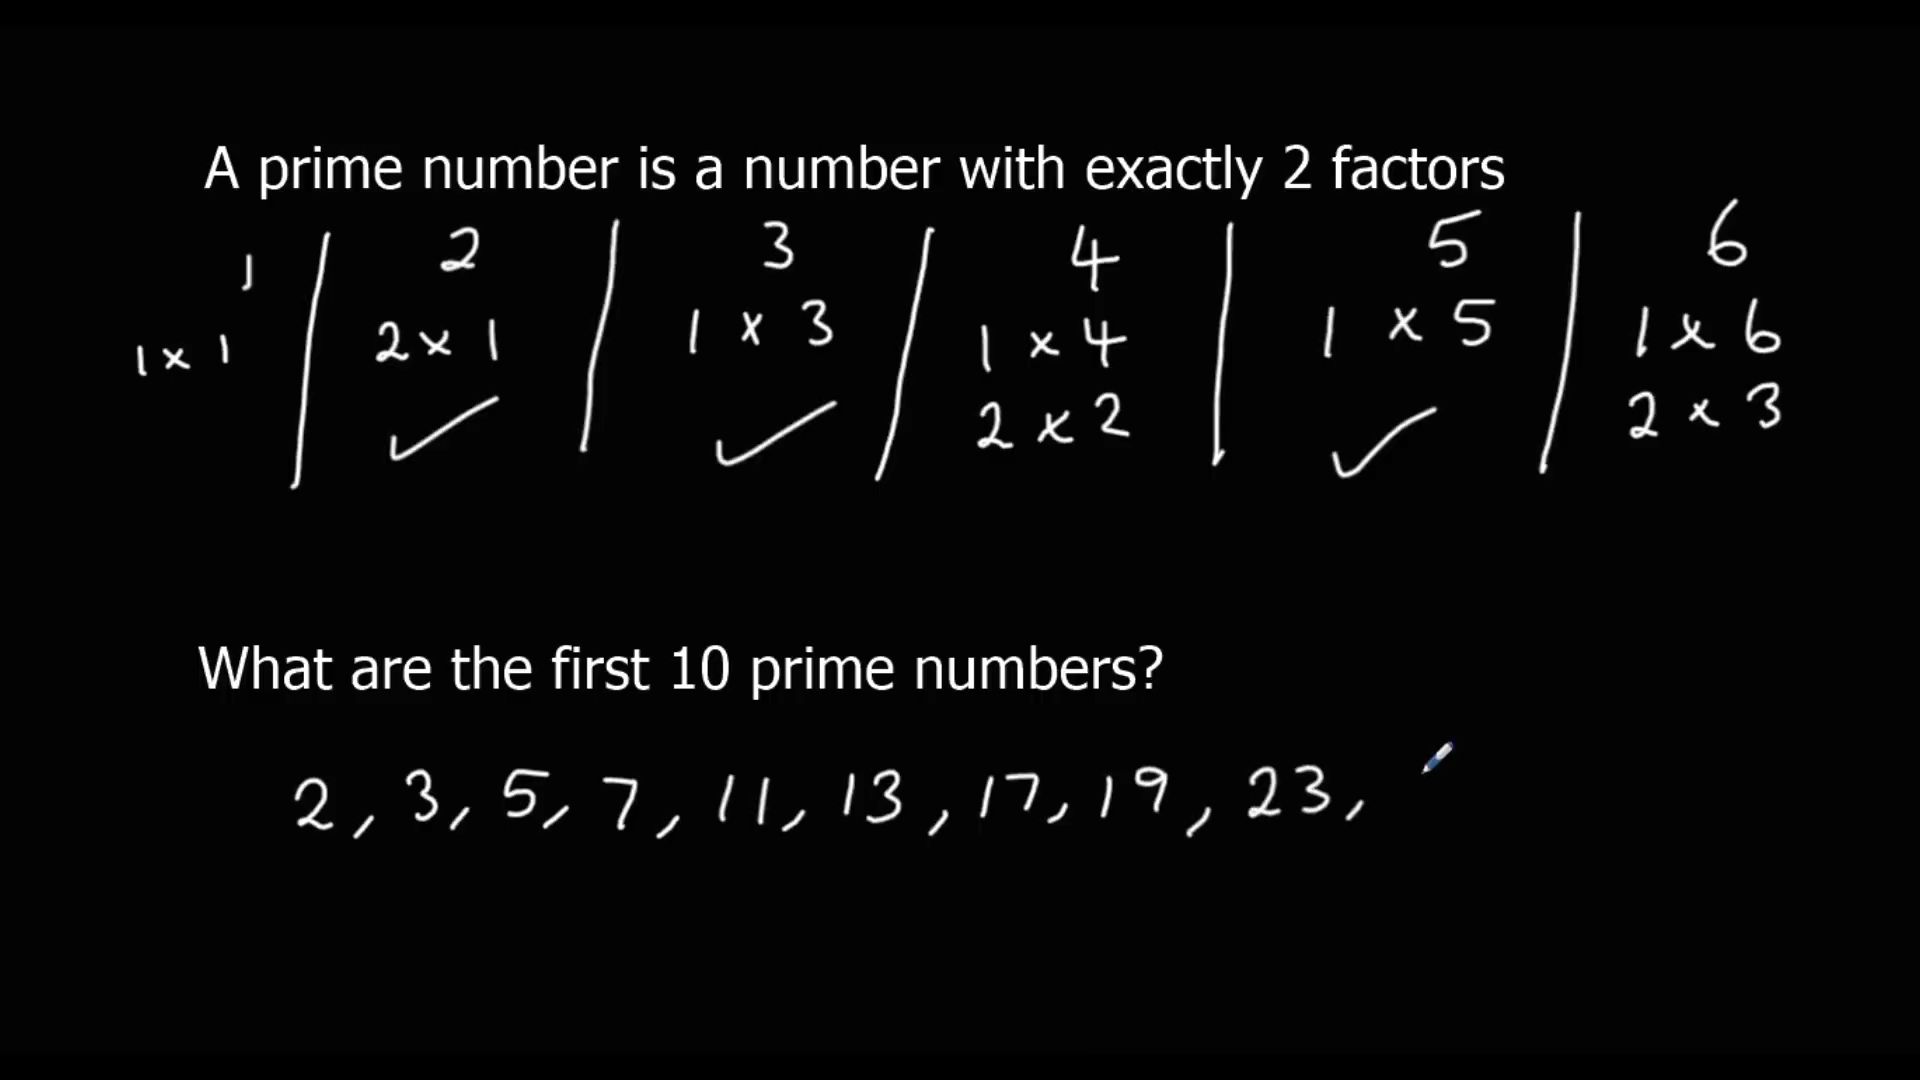 A prime number is a number with exactly 2 factors
1 2 3 4 5 6
1 x 1 2 x 1 1 x 3 1 x 4 1 x 5 1 x 6
2 x 2 2 x 3
What are the first 10 prime numbers?
2, 3, 5, 7, 11, 13, 17, 19, 23,